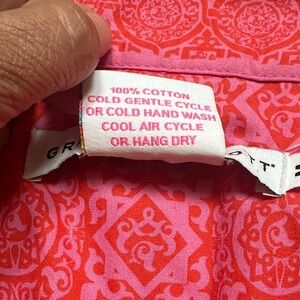 100% COTTON
COLD GENTLE CYCLE
OR COLD HAND WASH
COOL AIR CYCLE
OR HANG DRY